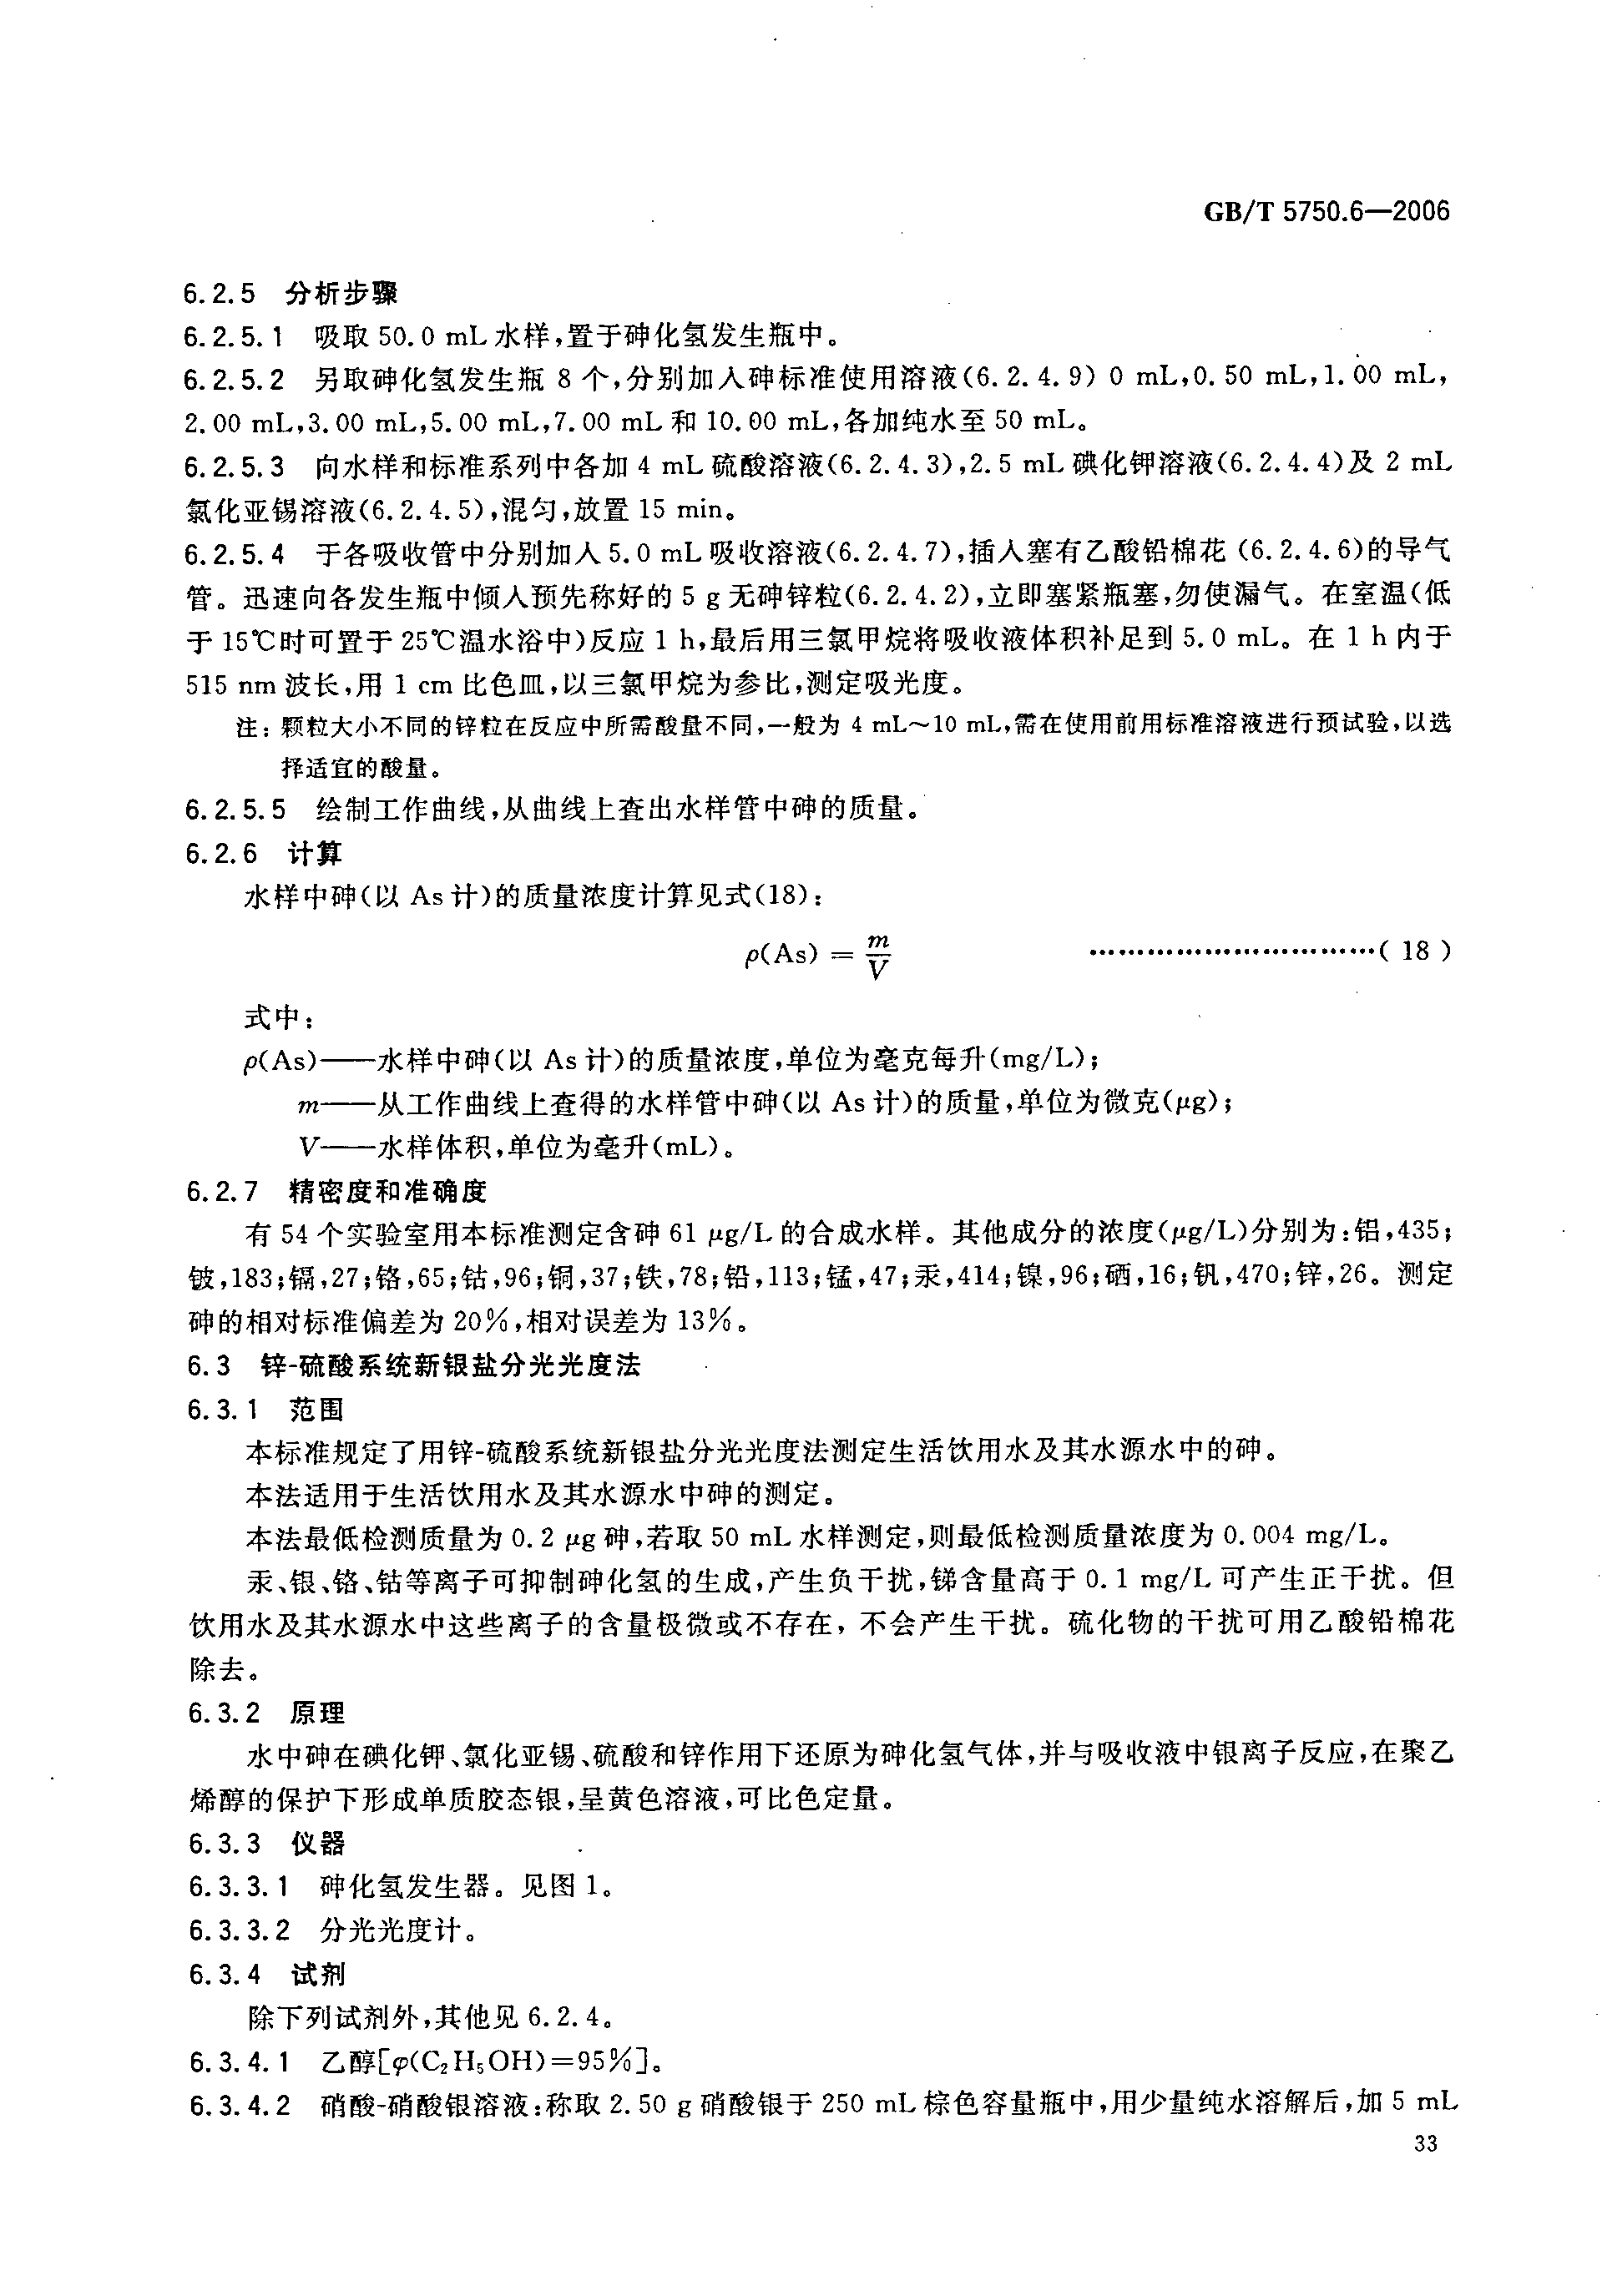 GB/T 5750.6—2006
6.2.5 分析步骤
6.2.5.1 吸取 50.0 mL 水样,置于砷化氢发生瓶中。
6.2.5.2 另取砷化氢发生瓶 8 个,分别加入砷标准使用溶液(6.2.4.9) 0 mL,0.50 mL,1.00 mL,
2.00 mL,3.00 mL,5.00 mL,7.00 mL 和 10.00 mL,各加纯水至 50 mL。
6.2.5.3 向水样和标准系列中各加 4 mL 硫酸溶液(6.2.4.3),2.5 mL 碘化钾溶液(6.2.4.4)及 2 mL
氯化亚锡溶液(6.2.4.5),混匀,放置 15 min。
6.2.5.4 于各吸收管中分别加入 5.0 mL 吸收溶液(6.2.4.7),插入塞有乙酸铅棉花 (6.2.4.6)的导气
管。迅速向各发生瓶中倾入预先称好的 5 g 无砷锌粒(6.2.4.2),立即塞紧瓶塞,勿使漏气。在室温(低
于 15℃时可置于 25℃温水浴中)反应 1 h,最后用三氯甲烷将吸收液体积补足到 5.0 mL。在 1 h 内于
515 nm 波长,用 1 cm 比色皿,以三氯甲烷为参比,测定吸光度。
注:颗粒大小不同的锌粒在反应中所需酸量不同,一般为 4 mL～10 mL,需在使用前用标准溶液进行预试验,以选
择适宜的酸量。
6.2.5.5 绘制工作曲线,从曲线上查出水样管中砷的质量。
6.2.6 计算
水样中砷(以 As 计)的质量浓度计算见式(18):
ρ(As) = m/V ……………………………( 18 )
式中:
ρ(As)——水样中砷(以 As 计)的质量浓度,单位为毫克每升(mg/L);
m——从工作曲线上查得的水样管中砷(以 As 计)的质量,单位为微克(μg);
V——水样体积,单位为毫升(mL)。
6.2.7 精密度和准确度
有 54 个实验室用本标准测定含砷 61 μg/L 的合成水样。其他成分的浓度(μg/L)分别为:铝,435;
铍,183;镉,27;铬,65;钴,96;铜,37;铁,78;铅,113;锰,47;汞,414;镍,96;硒,16;钒,470;锌,26。测定
砷的相对标准偏差为 20%,相对误差为 13%。
6.3 锌-硫酸系统新银盐分光光度法
6.3.1 范围
本标准规定了用锌-硫酸系统新银盐分光光度法测定生活饮用水及其水源水中的砷。
本法适用于生活饮用水及其水源水中砷的测定。
本法最低检测质量为 0.2 μg 砷,若取 50 mL 水样测定,则最低检测质量浓度为 0.004 mg/L。
汞、银、铬、钴等离子可抑制砷化氢的生成,产生负干扰,锑含量高于 0.1 mg/L 可产生正干扰。但
饮用水及其水源水中这些离子的含量极微或不存在, 不会产生干扰。硫化物的干扰可用乙酸铅棉花
除去。
6.3.2 原理
水中砷在碘化钾、氯化亚锡、硫酸和锌作用下还原为砷化氢气体,并与吸收液中银离子反应,在聚乙
烯醇的保护下形成单质胶态银,呈黄色溶液,可比色定量。
6.3.3 仪器
6.3.3.1 砷化氢发生器。见图 1。
6.3.3.2 分光光度计。
6.3.4 试剂
除下列试剂外,其他见 6.2.4。
6.3.4.1 乙醇[φ(C₂H₅OH)=95%]。
6.3.4.2 硝酸-硝酸银溶液:称取 2.50 g 硝酸银于 250 mL 棕色容量瓶中,用少量纯水溶解后,加 5 mL
33